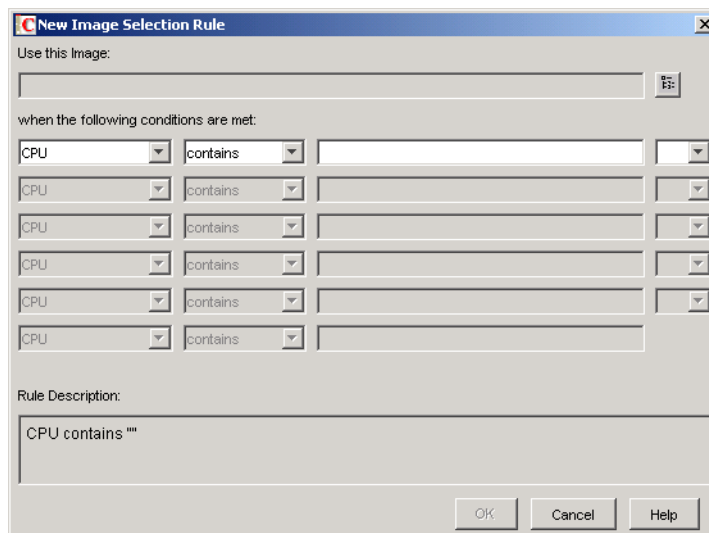 New Image Selection Rule
Use this Image:
when the following conditions are met:
CPU contains
CPU contains
CPU contains
CPU contains
CPU contains
CPU contains
Rule Description:
CPU contains ""
OK Cancel Help